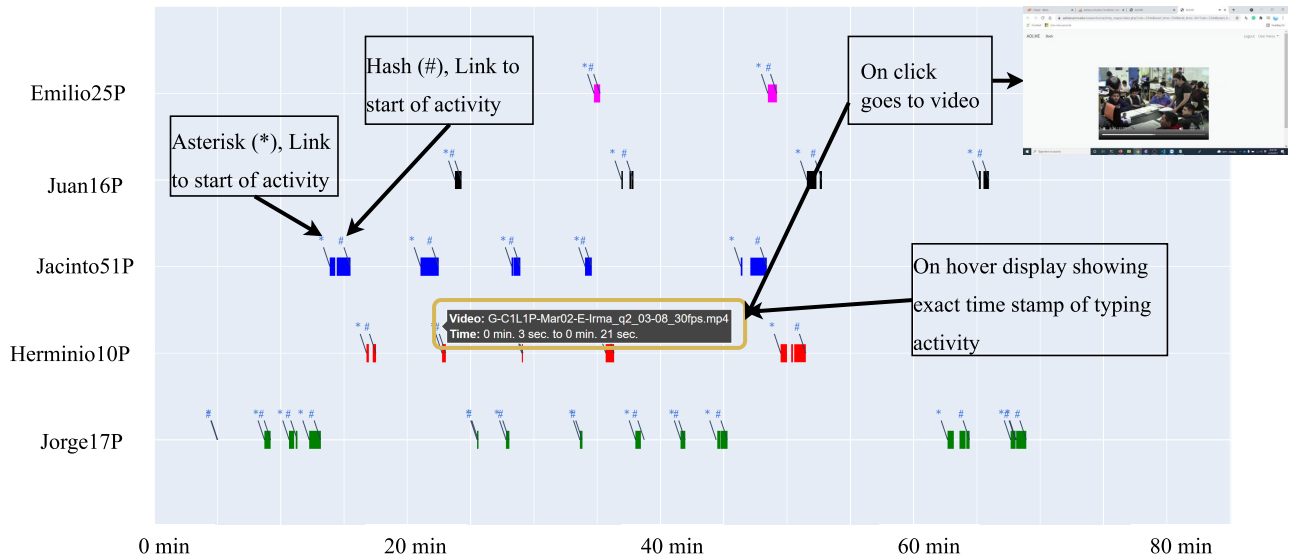 Hash (#), Link to
start of activity
On click
goes to video
AOLME
Emilio25P
*#
* #
Asterisk (*), Link
to start of activity
Juan16P
*#
* #
* #
* #
Jacinto51P
* #
* #
*#
*#
* #
On hover display showing
exact time stamp of typing
activity
Video: G-C1L1P-Mar02-E-Irma_q2_03-08_30fps.mp4
Time: 0 min. 3 sec. to 0 min. 21 sec.
Herminio10P
*#
* #
Jorge17P
*#
*#
*#
* #
*#
*#
*#
* #
*#
* #
* #
*# #
0 min
20 min
40 min
60 min
80 min